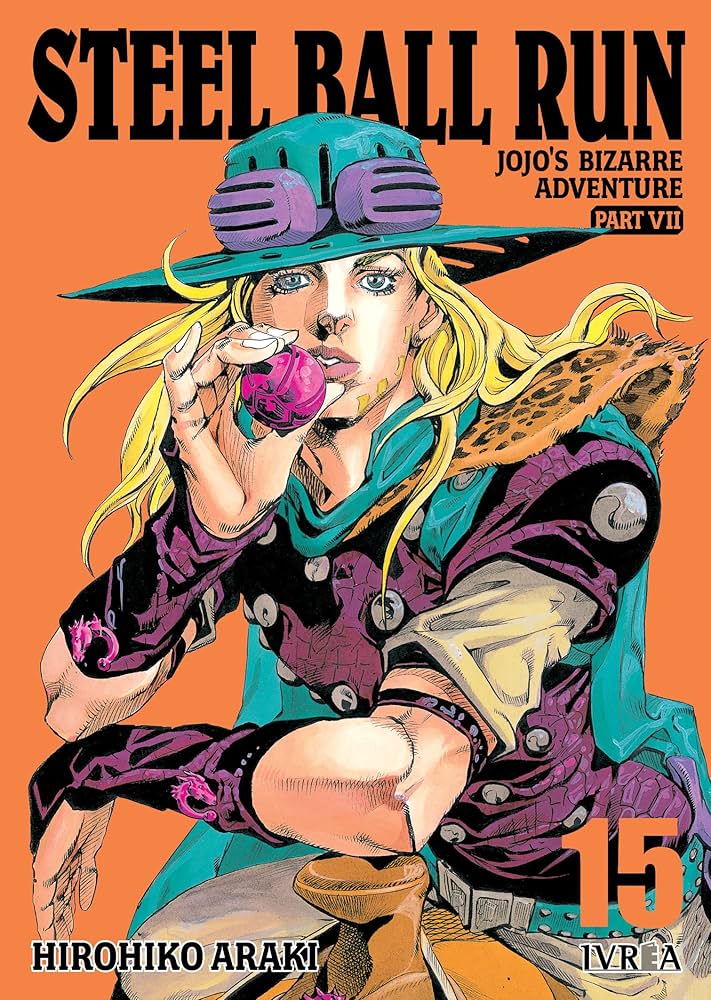 STEEL BALL RUN
JOJO'S BIZARRE
ADVENTURE
PART VII
15
HIROHIKO ARAKI
IVREA